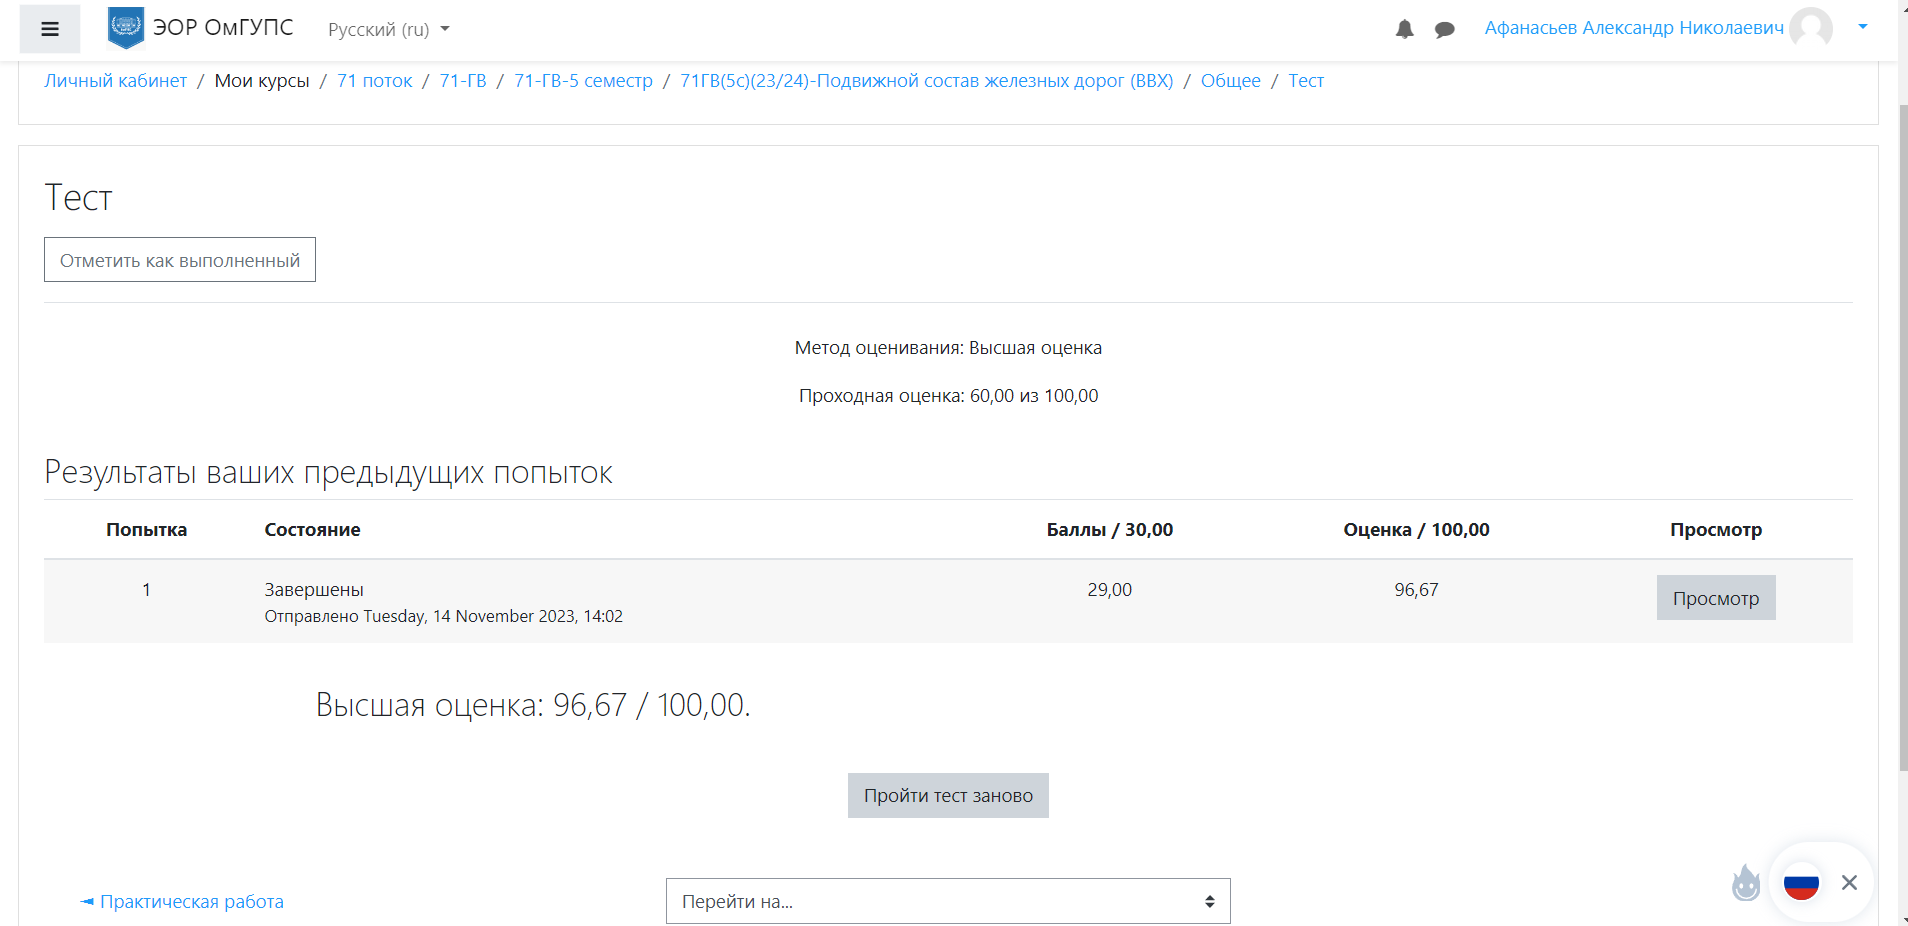 ЭОР ОмГУПС Русский (ru) Афанасьев Александр Николаевич
Личный кабинет / Мои курсы / 71 поток / 71-ГВ / 71-ГВ-5 семестр / 71ГВ(5с)(23/24)-Подвижной состав железных дорог (ВВХ) / Общее / Тест
Тест
Отметить как выполненный
Метод оценивания: Высшая оценка
Проходная оценка: 60,00 из 100,00
Результаты ваших предыдущих попыток
Попытка Состояние Баллы / 30,00 Оценка / 100,00 Просмотр
1 Завершены 29,00 96,67 Просмотр
Отправлено Tuesday, 14 November 2023, 14:02
Высшая оценка: 96,67 / 100,00.
Пройти тест заново
◄ Практическая работа Перейти на...